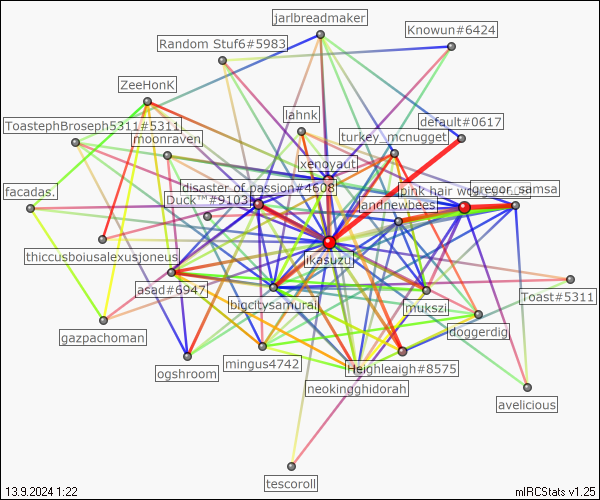 jarlbreadmaker
Knowun#6424
Random Stuf6#5983
ZeeHonK
lahnk
default#0617
ToastephBroseph5311#5311
turkey_mcnugget
moonraven
xenoyaut
disaster of passion#4608
pink hair
gregor_samsa
facadas.
Duck™#9103
andrewbees
thiccusboiusalexusjoneus
ikasuzu
asad#6947
Toast#5311
bigcitysamurai
mukszi
gazpachoman
doggerdig
mingus4742
Heighleaigh#8575
ogshroom
neokingghidorah
avelicious
tescoroll
13.9.2024 1:22
mIRCStats v1.25